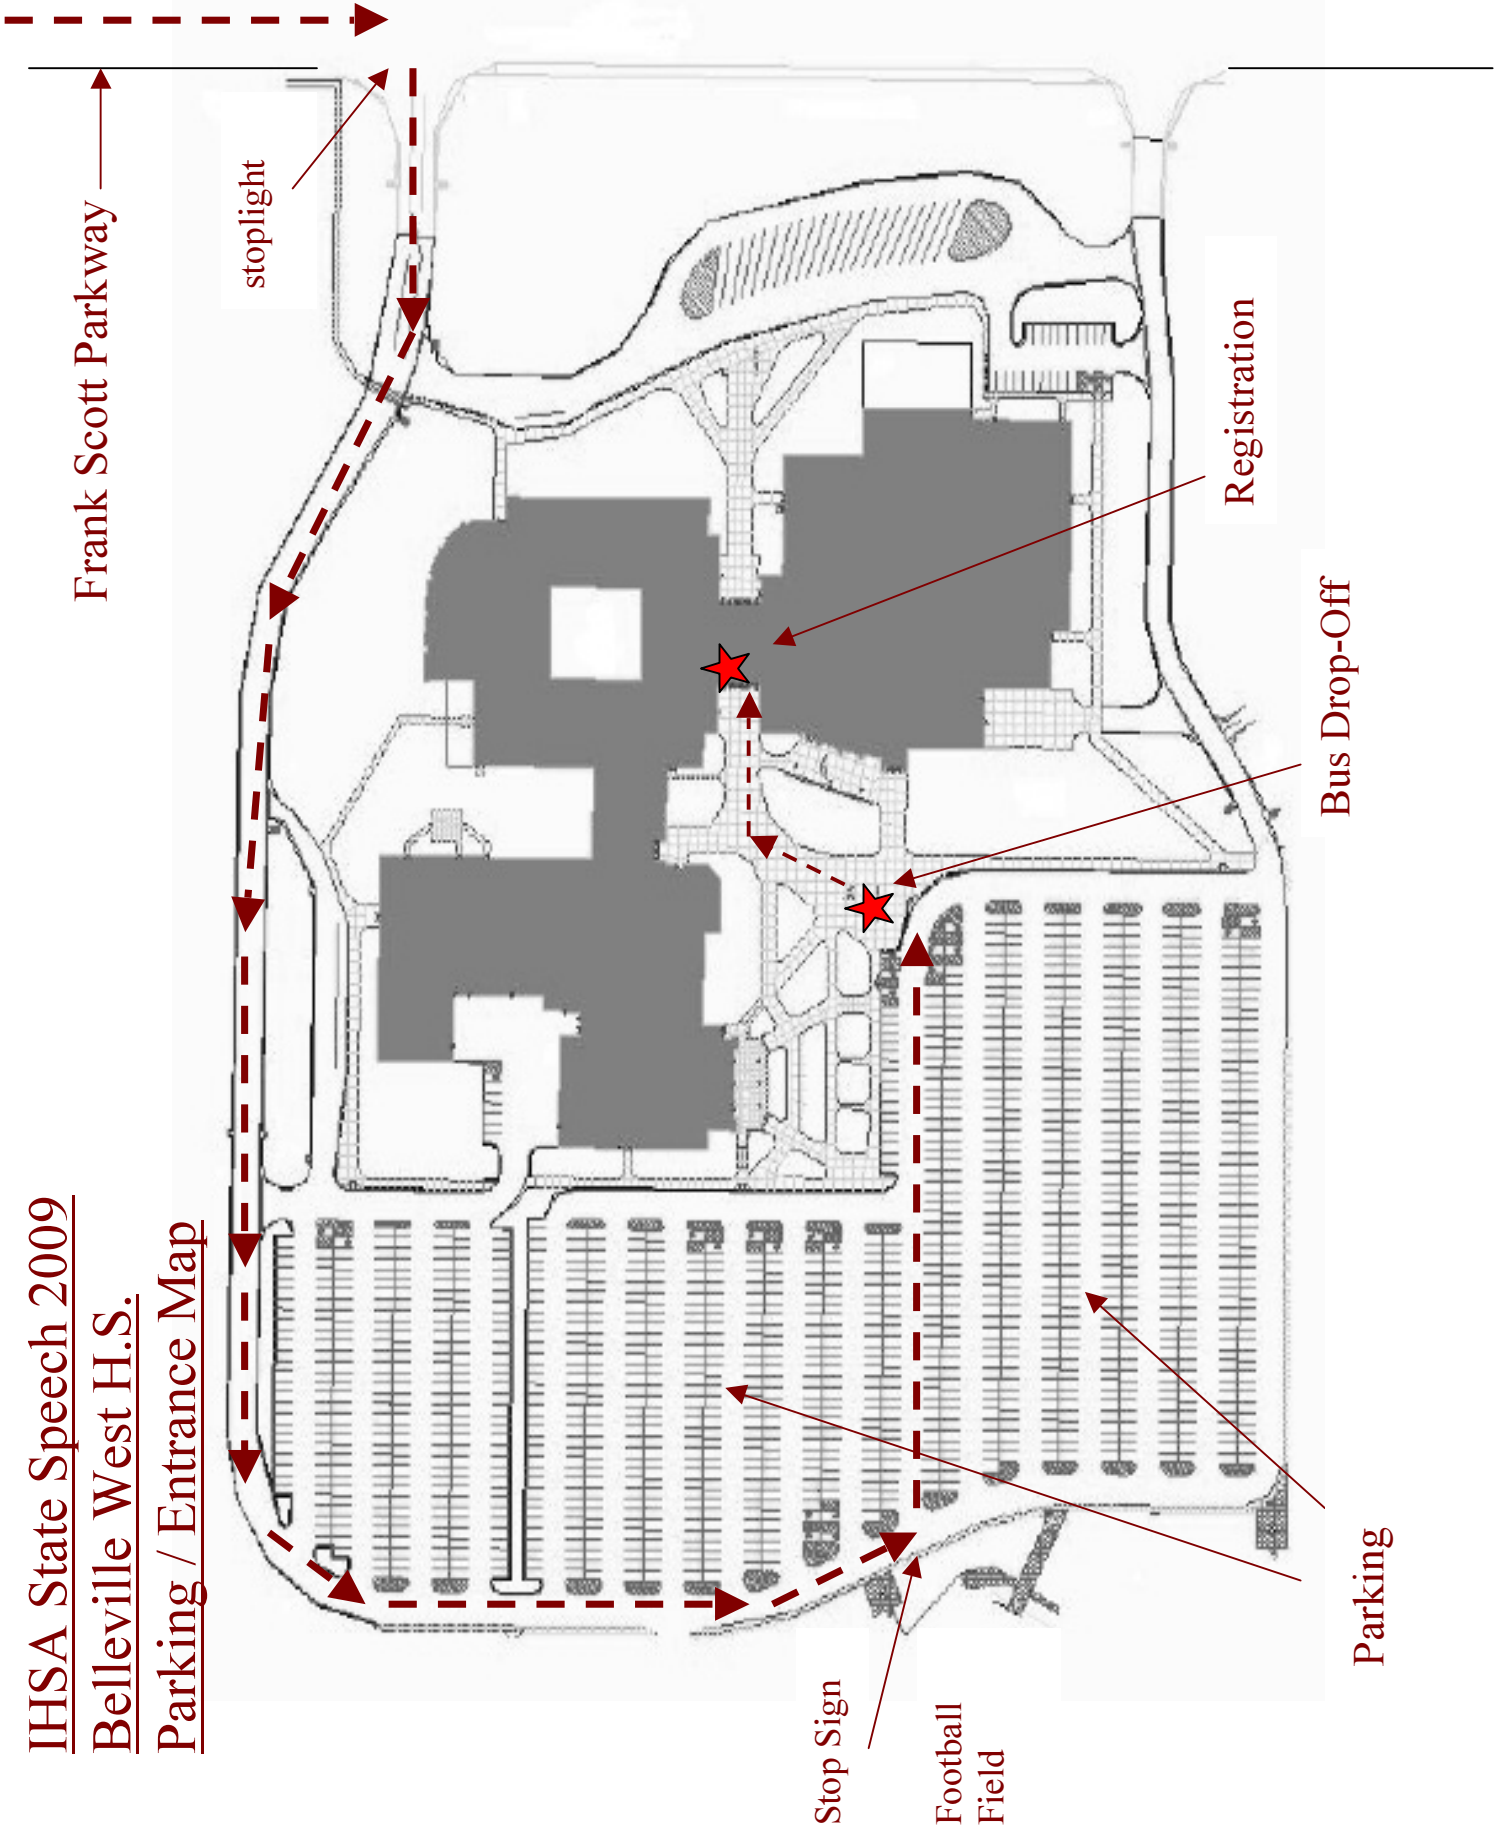 IHSA State Speech 2009
Belleville West H.S.
Parking / Entrance Map
Frank Scott Parkway
stoplight
Registration
Bus Drop-Off
Parking
Stop Sign
Football
Field